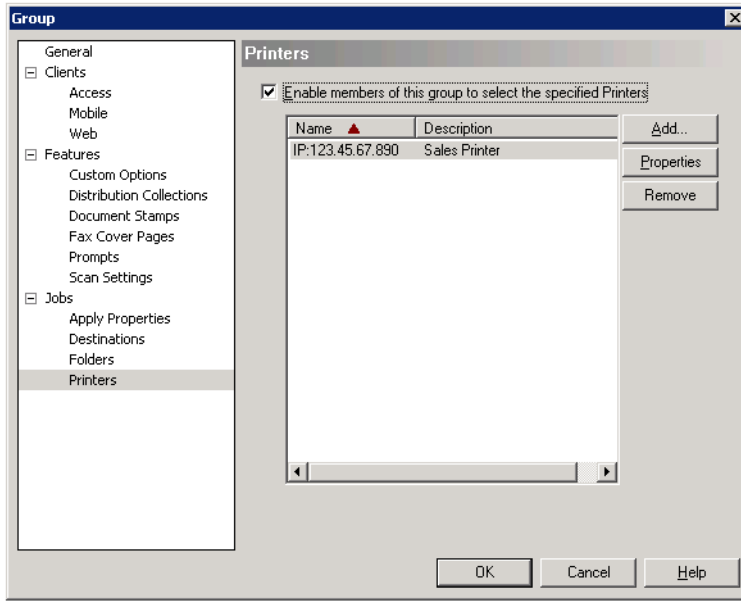 Group
General
Clients
Access
Mobile
Web
Features
Custom Options
Distribution Collections
Document Stamps
Fax Cover Pages
Prompts
Scan Settings
Jobs
Apply Properties
Destinations
Folders
Printers
Printers
Enable members of this group to select the specified Printers
Name Description
IP:123.45.67.890 Sales Printer
Add...
Properties
Remove
OK Cancel Help